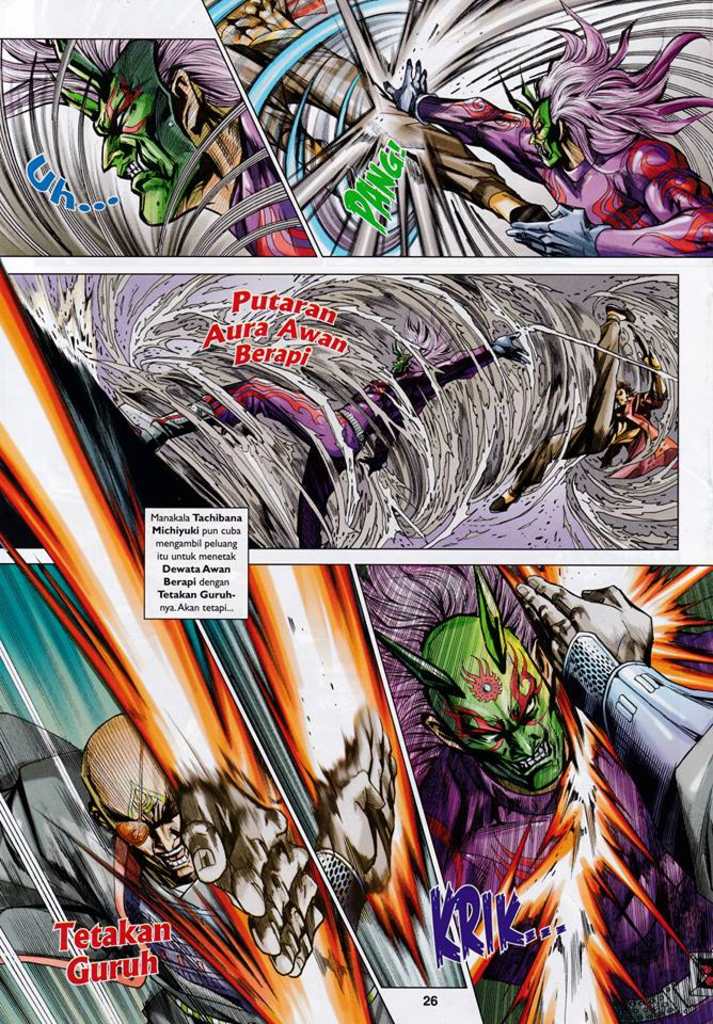 Uh...
PANG!
Putaran
Aura Awan
Berapi
Manakala Tachibana
Michiyuki pun cuba
mengambil peluang
itu untuk menetak
Dewata Awan
Berapi dengan
Tetakan Guruh-
nya. Akan tetapi...
Tetakan
Guruh
KRIK...
26